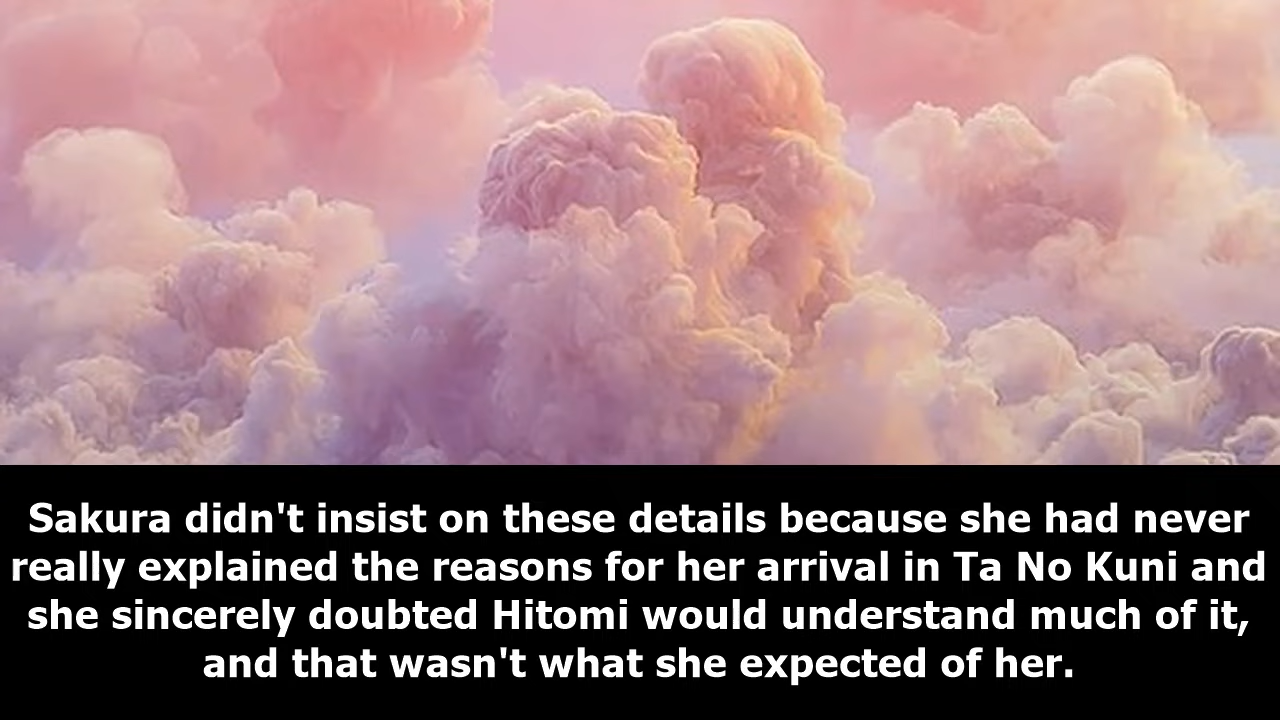 Sakura didn't insist on these details because she had never
really explained the reasons for her arrival in Ta No Kuni and
she sincerely doubted Hitomi would understand much of it,
and that wasn't what she expected of her.